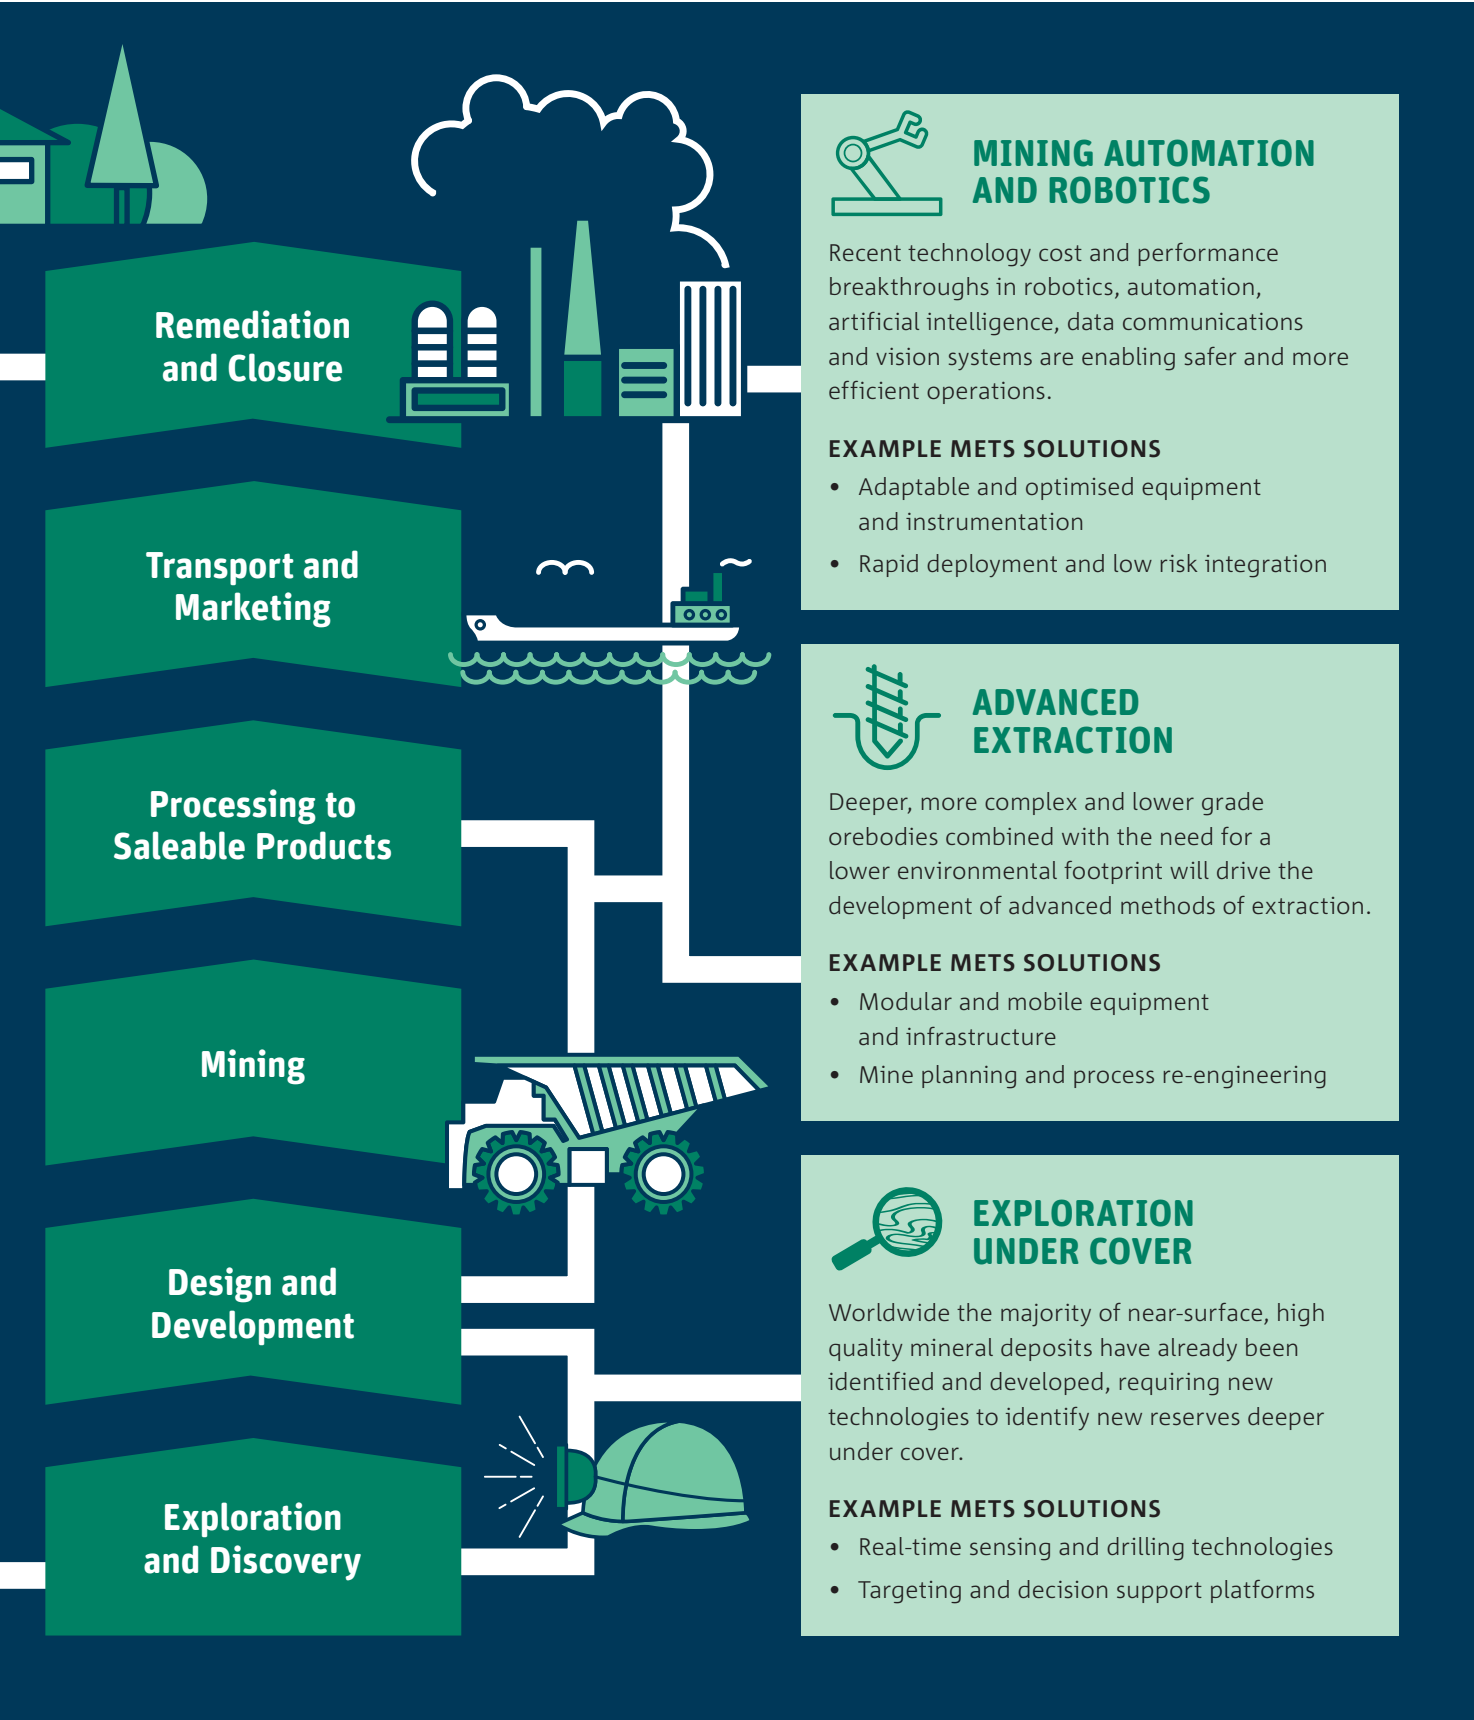 Remediation
and Closure
Transport and
Marketing
Processing to
Saleable Products
Mining
Design and
Development
Exploration
and Discovery
MINING AUTOMATION
AND ROBOTICS
Recent technology cost and performance
breakthroughs in robotics, automation,
artificial intelligence, data communications
and vision systems are enabling safer and more
efficient operations.
EXAMPLE METS SOLUTIONS
• Adaptable and optimised equipment
and instrumentation
• Rapid deployment and low risk integration
ADVANCED
EXTRACTION
Deeper, more complex and lower grade
orebodies combined with the need for a
lower environmental footprint will drive the
development of advanced methods of extraction.
EXAMPLE METS SOLUTIONS
• Modular and mobile equipment
and infrastructure
• Mine planning and process re-engineering
EXPLORATION
UNDER COVER
Worldwide the majority of near-surface, high
quality mineral deposits have already been
identified and developed, requiring new
technologies to identify new reserves deeper
under cover.
EXAMPLE METS SOLUTIONS
• Real-time sensing and drilling technologies
• Targeting and decision support platforms